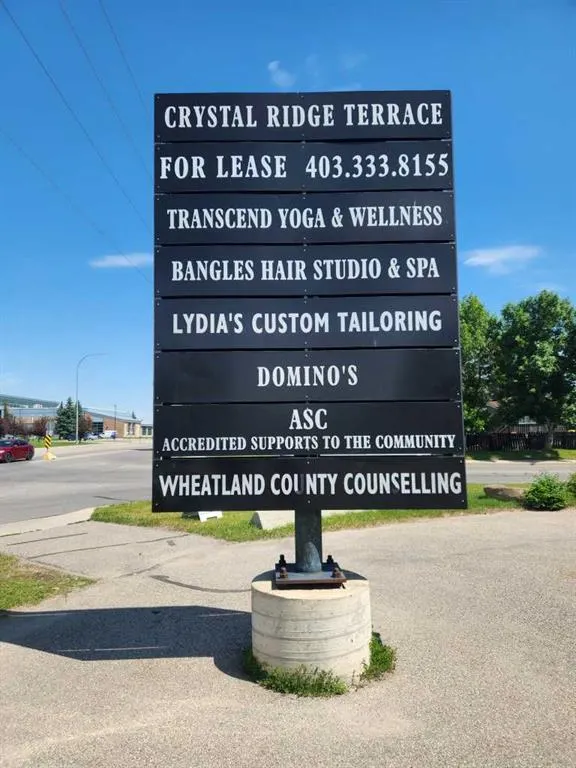 CRYSTAL RIDGE TERRACE
FOR LEASE 403.333.8155
TRANSCEND YOGA & WELLNESS
BANGLES HAIR STUDIO & SPA
LYDIA'S CUSTOM TAILORING
DOMINO'S
ASC
ACCREDITED SUPPORTS TO THE COMMUNITY
WHEATLAND COUNTY COUNSELLING